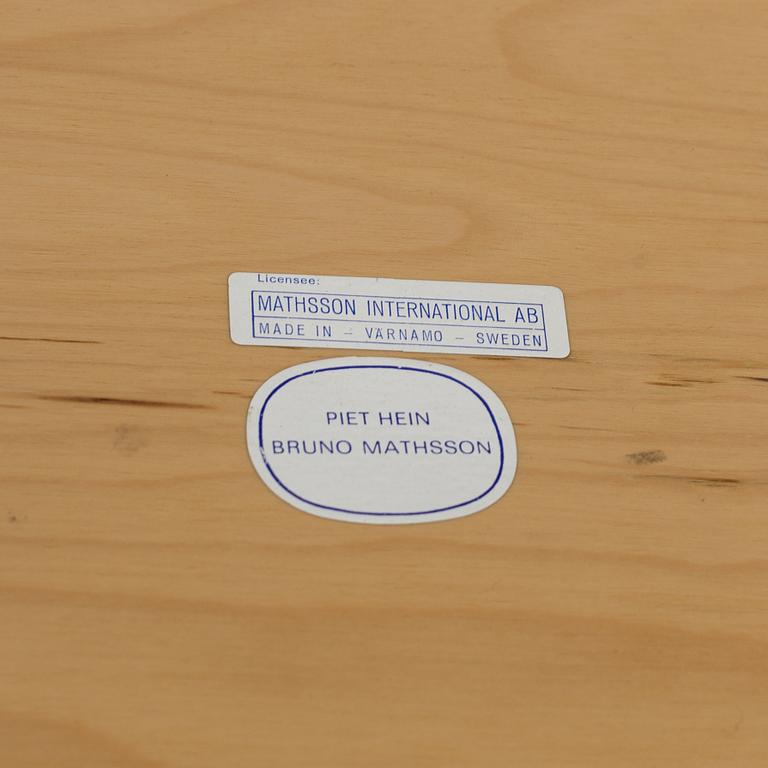 Licensee:
MATHSSON INTERNATIONAL AB
MADE IN - VÄRNAMO - SWEDEN
PIET HEIN
BRUNO MATHSSON